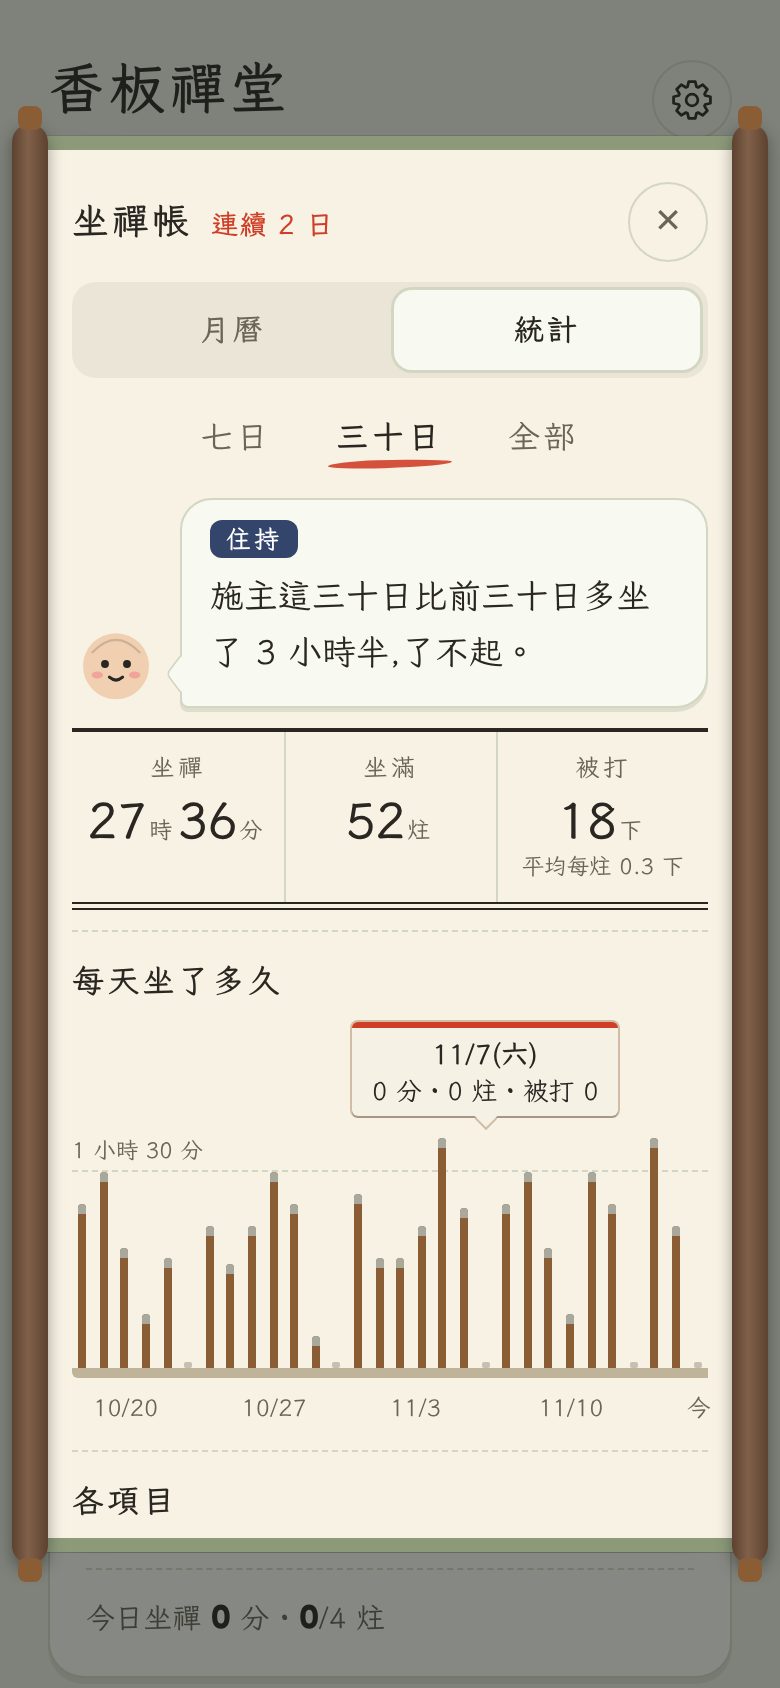 香板禪堂
坐禪帳 連續 2 日
×
月曆 統計
七日 三十日 全部
住持
施主這三十日比前三十日多坐
了 3 小時半,了不起。
坐禪 坐滿 被打
27時36分 52炷 18下
平均每炷 0.3 下
每天坐了多久
11/7(六)
0 分・0 炷・被打 0
1 小時 30 分
10/20 10/27 11/3 11/10 今
各項目
今日坐禪 0 分・0/4 炷